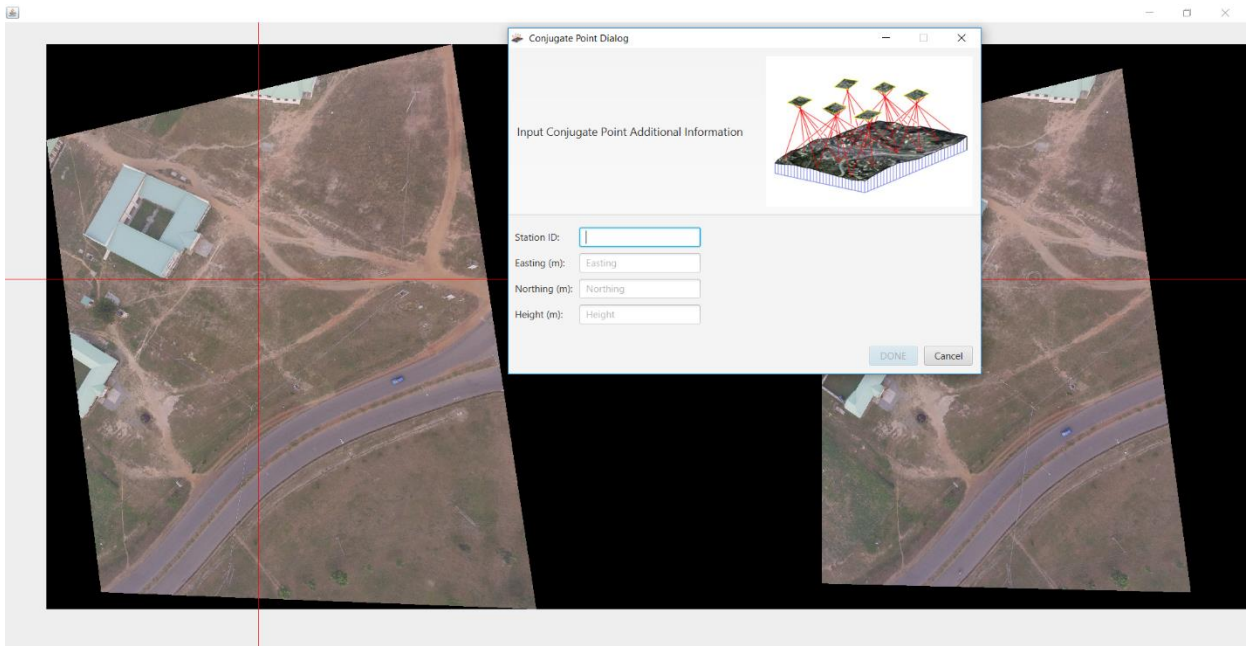 Conjugate Point Dialog
Input Conjugate Point Additional Information
Station ID:
Easting (m): Easting
Northing (m): Northing
Height (m): Height
DONE Cancel